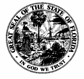 GREAT SEAL OF THE STATE OF FLORIDA
IN GOD WE TRUST